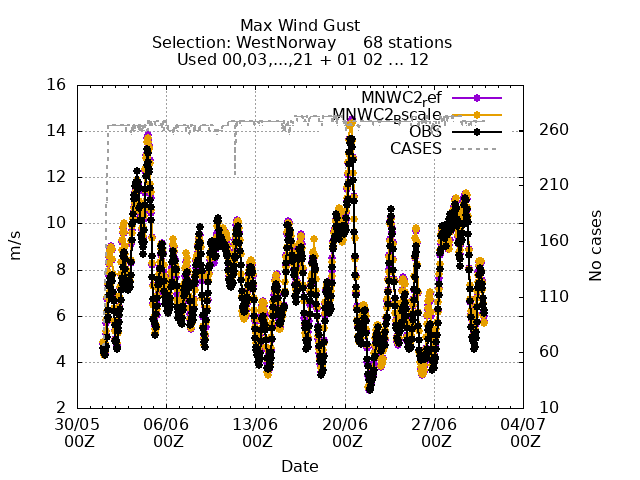 Max Wind Gust
Selection: WestNorway 68 stations
Used 00,03,...,21 + 01 02 ... 12
16
14
12
10
8
6
4
2
m/s
MNWC2ref
MNWC2pscale
OBS
CASES
260
210
160
110
60
10
No cases
30/05 06/06 13/06 20/06 27/06 04/07
00Z 00Z 00Z 00Z 00Z 00Z
Date